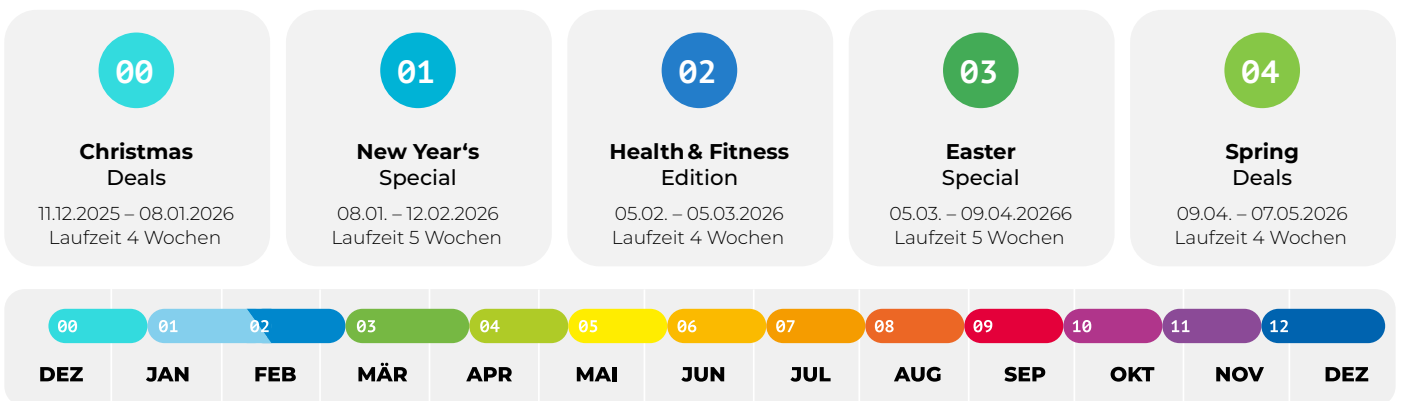 00
Christmas
Deals
11.12.2025 – 08.01.2026
Laufzeit 4 Wochen
01
New Year‘s
Special
08.01. – 12.02.2026
Laufzeit 5 Wochen
02
Health & Fitness
Edition
05.02. – 05.03.2026
Laufzeit 4 Wochen
03
Easter
Special
05.03. – 09.04.20266
Laufzeit 5 Wochen
04
Spring
Deals
09.04. – 07.05.2026
Laufzeit 4 Wochen
00 01 02 03 04 05 06 07 08 09 10 11 12
DEZ JAN FEB MÄR APR MAI JUN JUL AUG SEP OKT NOV DEZ